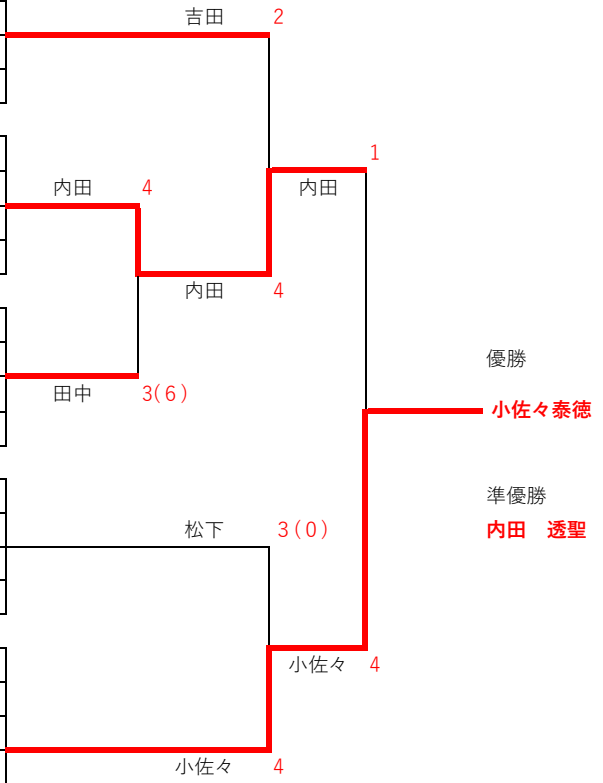 吉田 2
1
内田 4
内田
内田 4
優勝
田中 3(6)
小佐々泰徳
準優勝
松下 3(0)
内田 透聖
小佐々 4
小佐々 4